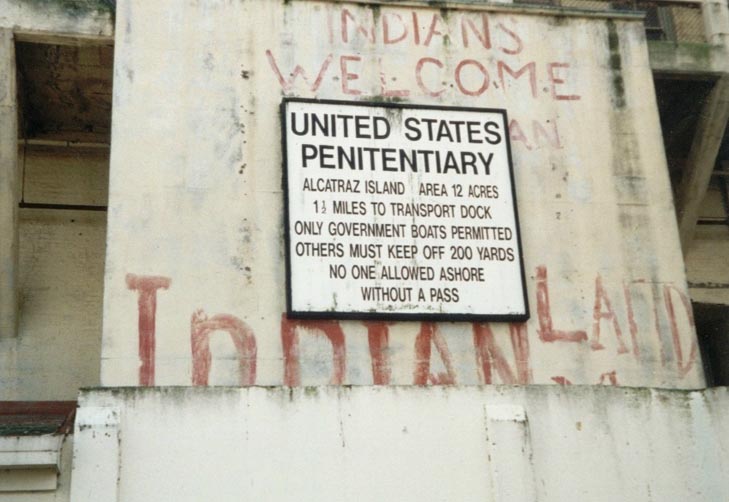 INDIANS
WELCOME
UNITED STATES
PENITENTIARY
ALCATRAZ ISLAND AREA 12 ACRES
1½ MILES TO TRANSPORT DOCK
ONLY GOVERNMENT BOATS PERMITTED
OTHERS MUST KEEP OFF 200 YARDS
NO ONE ALLOWED ASHORE
WITHOUT A PASS
INDIAN LAND